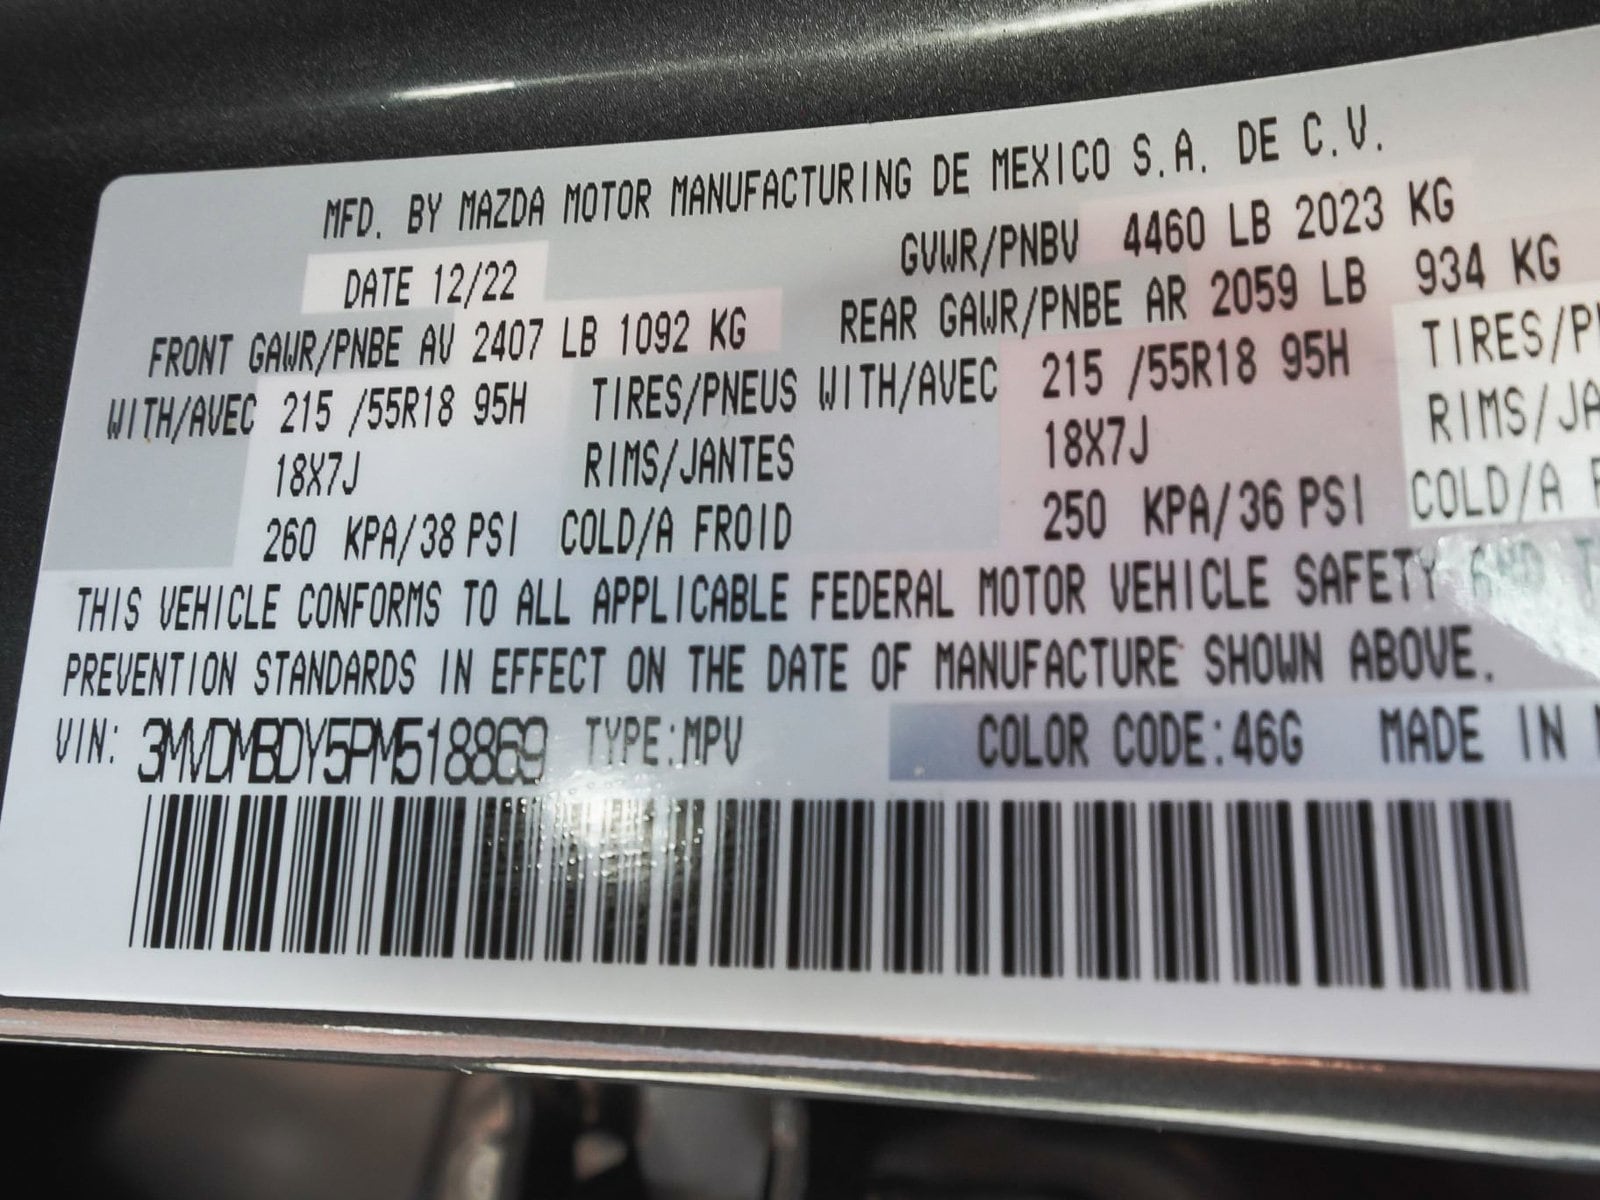 MFD. BY MAZDA MOTOR MANUFACTURING DE MEXICO S.A. DE C.V.
DATE 12/22 GVWR/PNBV 4460 LB 2023 KG
FRONT GAWR/PNBE AV 2407 LB 1092 KG REAR GAWR/PNBE AR 2059 LB 934 KG
WITH/AVEC 215 /55R18 95H TIRES/PNEUS WITH/AVEC 215 /55R18 95H TIRES/
18X7J RIMS/JANTES 18X7J RIMS/
260 KPA/38 PSI COLD/A FROID 250 KPA/36 PSI COLD/A
THIS VEHICLE CONFORMS TO ALL APPLICABLE FEDERAL MOTOR VEHICLE SAFETY
PREVENTION STANDARDS IN EFFECT ON THE DATE OF MANUFACTURE SHOWN ABOVE.
VIN: 3MVDMBDY5PM518869 TYPE:MPV COLOR CODE:46G MADE IN